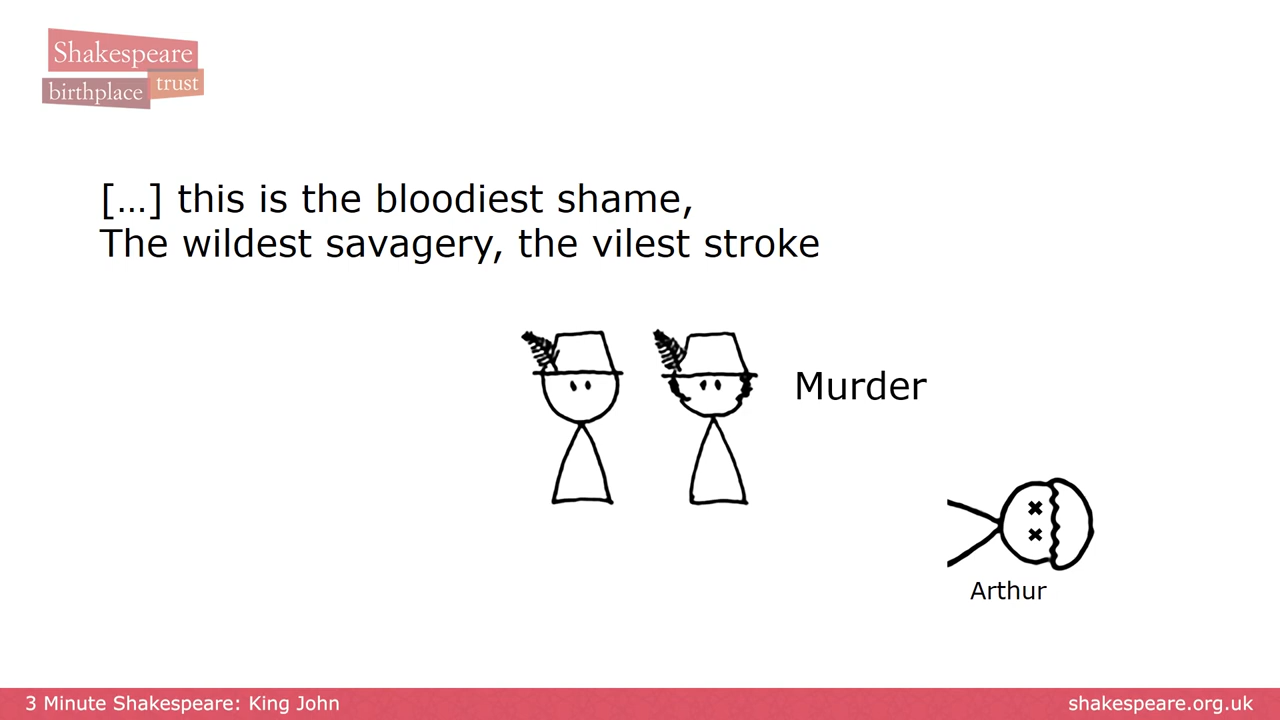 Shakespeare
birthplace trust
[…] this is the bloodiest shame,
The wildest savagery, the vilest stroke
Murder
Arthur
3 Minute Shakespeare: King John
shakespeare.org.uk